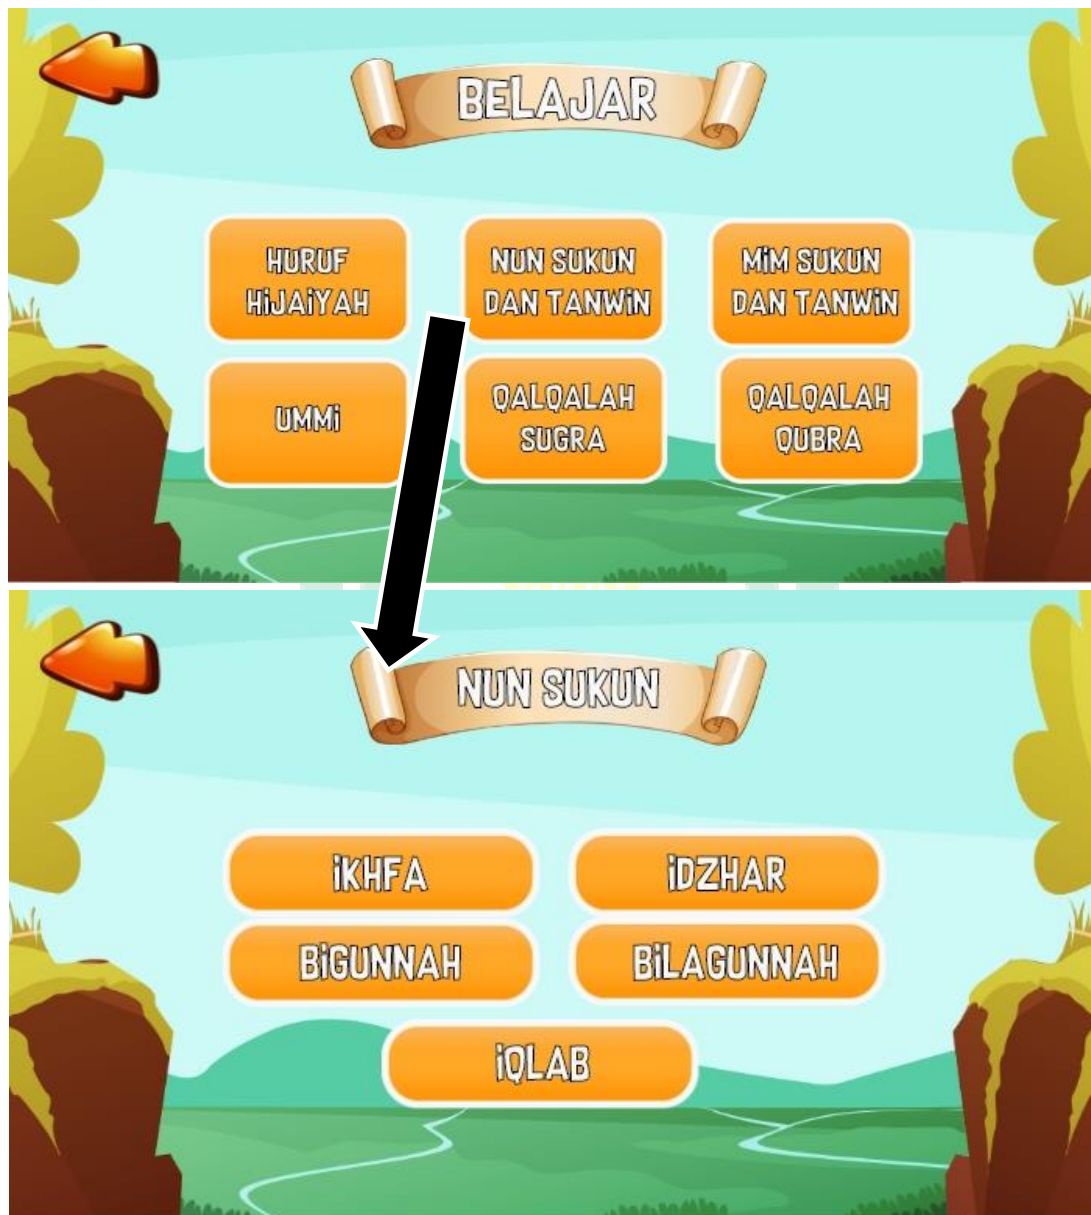 BELAJAR
HURUF
HiJAiYAH
NUN SUKUN
DAN TANWiN
MiM SUKUN
DAN TANWiN
UMMi
QALQALAH
SUGRA
QALQALAH
QUBRA
NUN SUKUN
iKHFA
iDZHAR
BiGUNNAH
BiLAGUNNAH
iQLAB